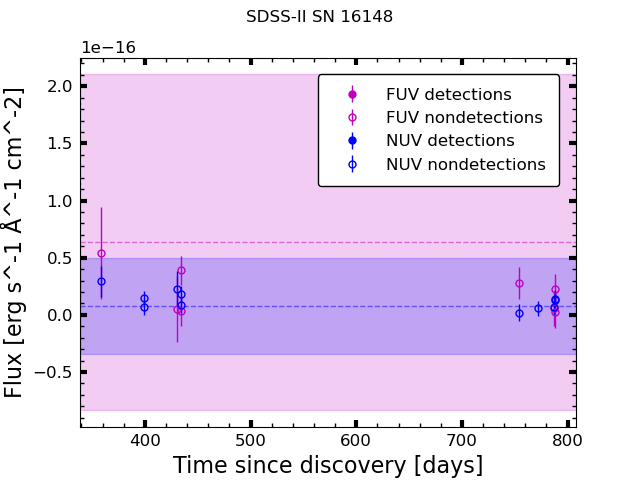 SDSS-II SN 16148
1e−16
FUV detections
FUV nondetections
NUV detections
NUV nondetections
2.0
1.5
1.0
0.5
0.0
−0.5
400
500
600
700
800
Time since discovery [days]
Flux [erg s^-1 Å^-1 cm^-2]